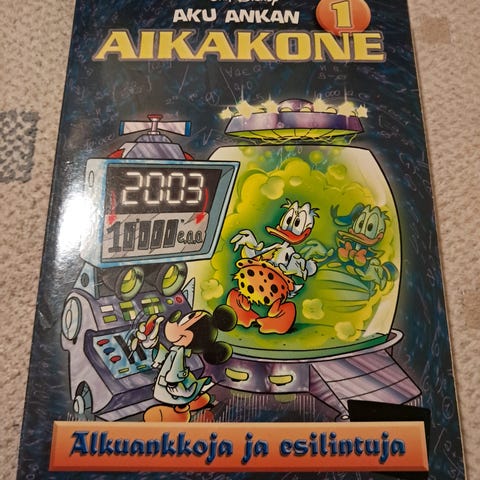 AKU ANKAN
1
AIKAKONE
2003
10000 e.a.a.
Alkuankkoja ja esilintuja